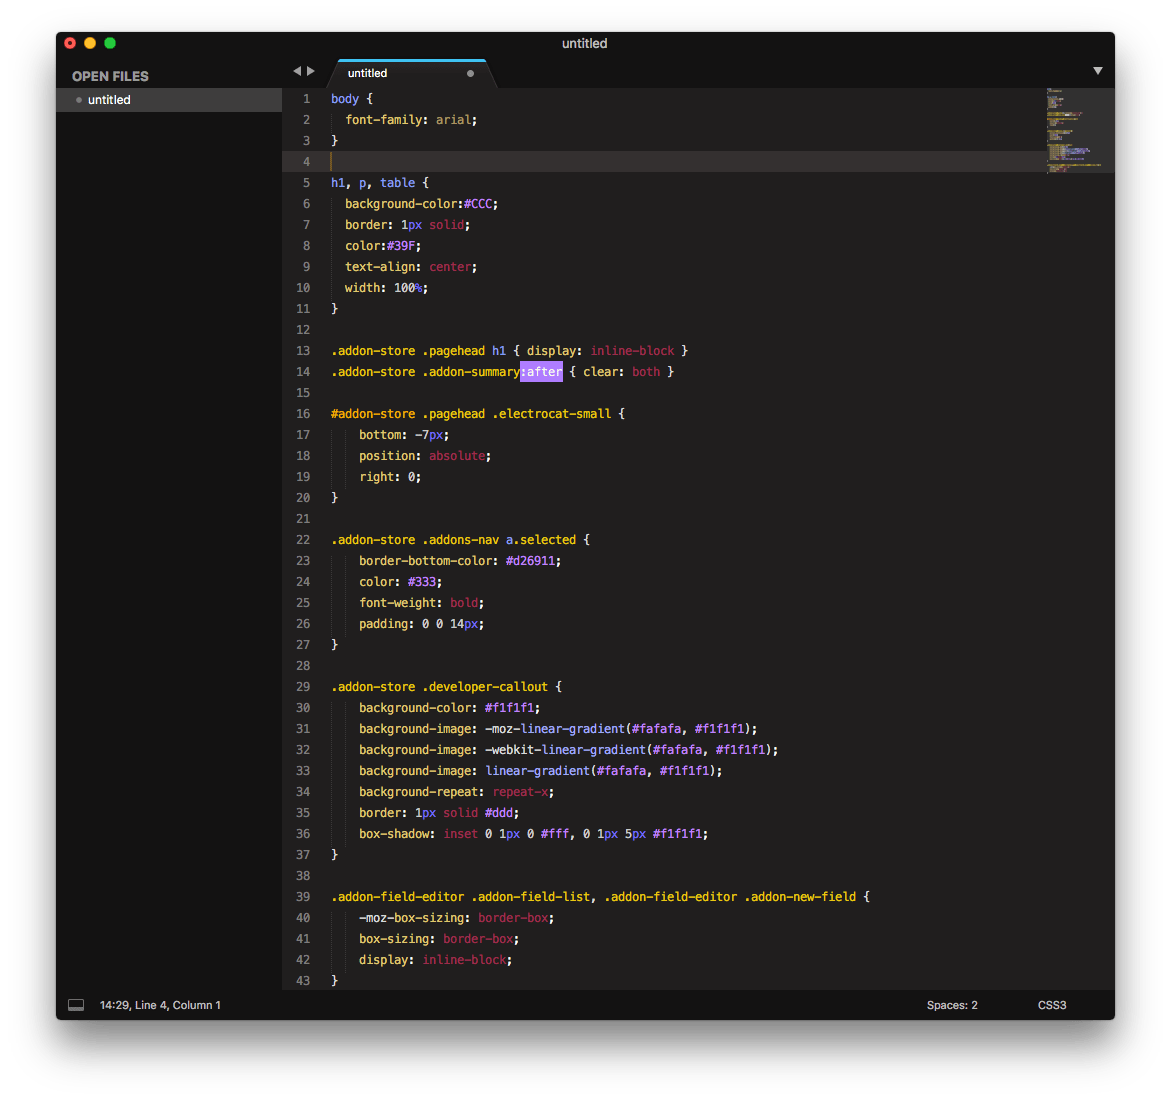 untitled
OPEN FILES
untitled
untitled
1 body {
2   font-family: arial;
3 }
4
5 h1, p, table {
6   background-color:#CCC;
7   border: 1px solid;
8   color:#39F;
9   text-align: center;
10   width: 100%;
11 }
12
13 .addon-store .pagehead h1 { display: inline-block }
14 .addon-store .addon-summary:after { clear: both }
15
16 #addon-store .pagehead .electrocat-small {
17     bottom: -7px;
18     position: absolute;
19     right: 0;
20 }
21
22 .addon-store .addons-nav a.selected {
23     border-bottom-color: #d26911;
24     color: #333;
25     font-weight: bold;
26     padding: 0 0 14px;
27 }
28
29 .addon-store .developer-callout {
30     background-color: #f1f1f1;
31     background-image: -moz-linear-gradient(#fafafa, #f1f1f1);
32     background-image: -webkit-linear-gradient(#fafafa, #f1f1f1);
33     background-image: linear-gradient(#fafafa, #f1f1f1);
34     background-repeat: repeat-x;
35     border: 1px solid #ddd;
36     box-shadow: inset 0 1px 0 #fff, 0 1px 5px #f1f1f1;
37 }
38
39 .addon-field-editor .addon-field-list, .addon-field-editor .addon-new-field {
40     -moz-box-sizing: border-box;
41     box-sizing: border-box;
42     display: inline-block;
43 }
14:29, Line 4, Column 1
Spaces: 2
CSS3